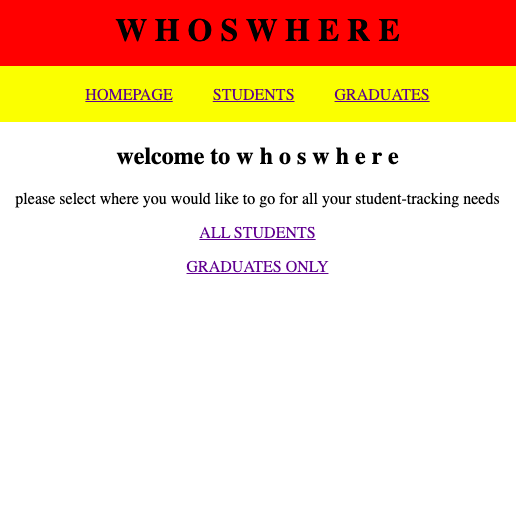 W H O S W H E R E
HOMEPAGE STUDENTS GRADUATES
welcome to w h o s w h e r e
please select where you would like to go for all your student-tracking needs
ALL STUDENTS
GRADUATES ONLY